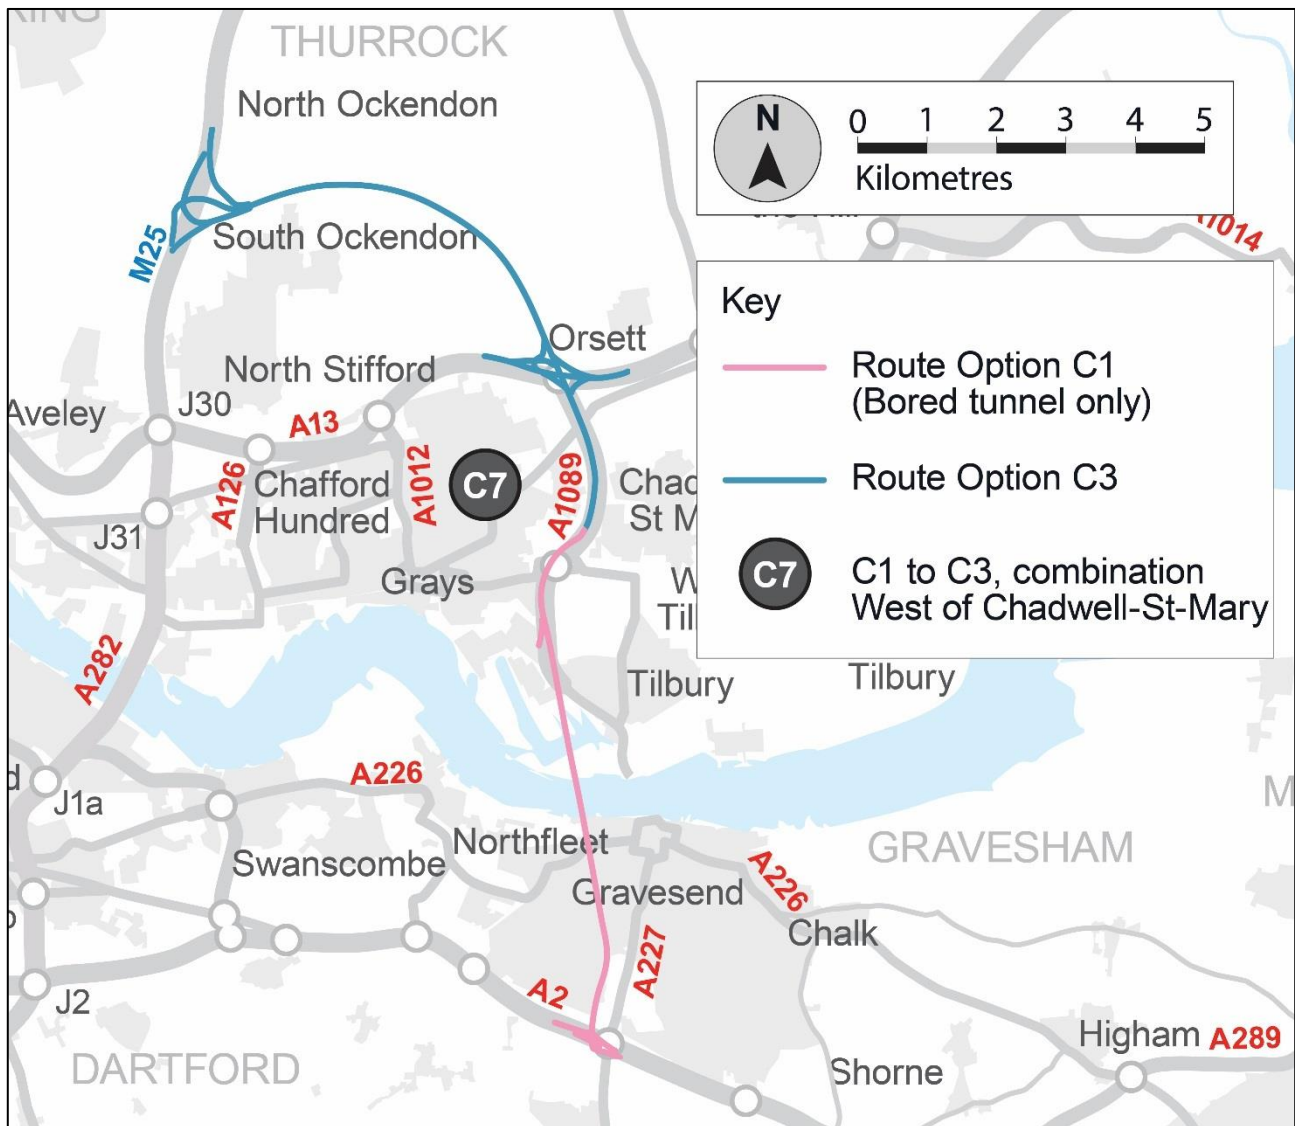 THURROCK
North Ockendon
N
0 1 2 3 4 5
Kilometres
A1014
M25
South Ockendon
Key
Orsett
Route Option C1
(Bored tunnel only)
North Stifford
J30
Aveley
A13
A126
Chafford
Hundred
A1012
C7
A1089
Route Option C3
St M
J31
C7
C1 to C3, combination
West of Chadwell-St-Mary
Grays
A282
Tilbury
Tilbury
A226
J1a
Northfleet
GRAVESHAM
Swanscombe
Gravesend
A226
Chalk
A227
A2
J2
Higham
A289
DARTFORD
Shorne